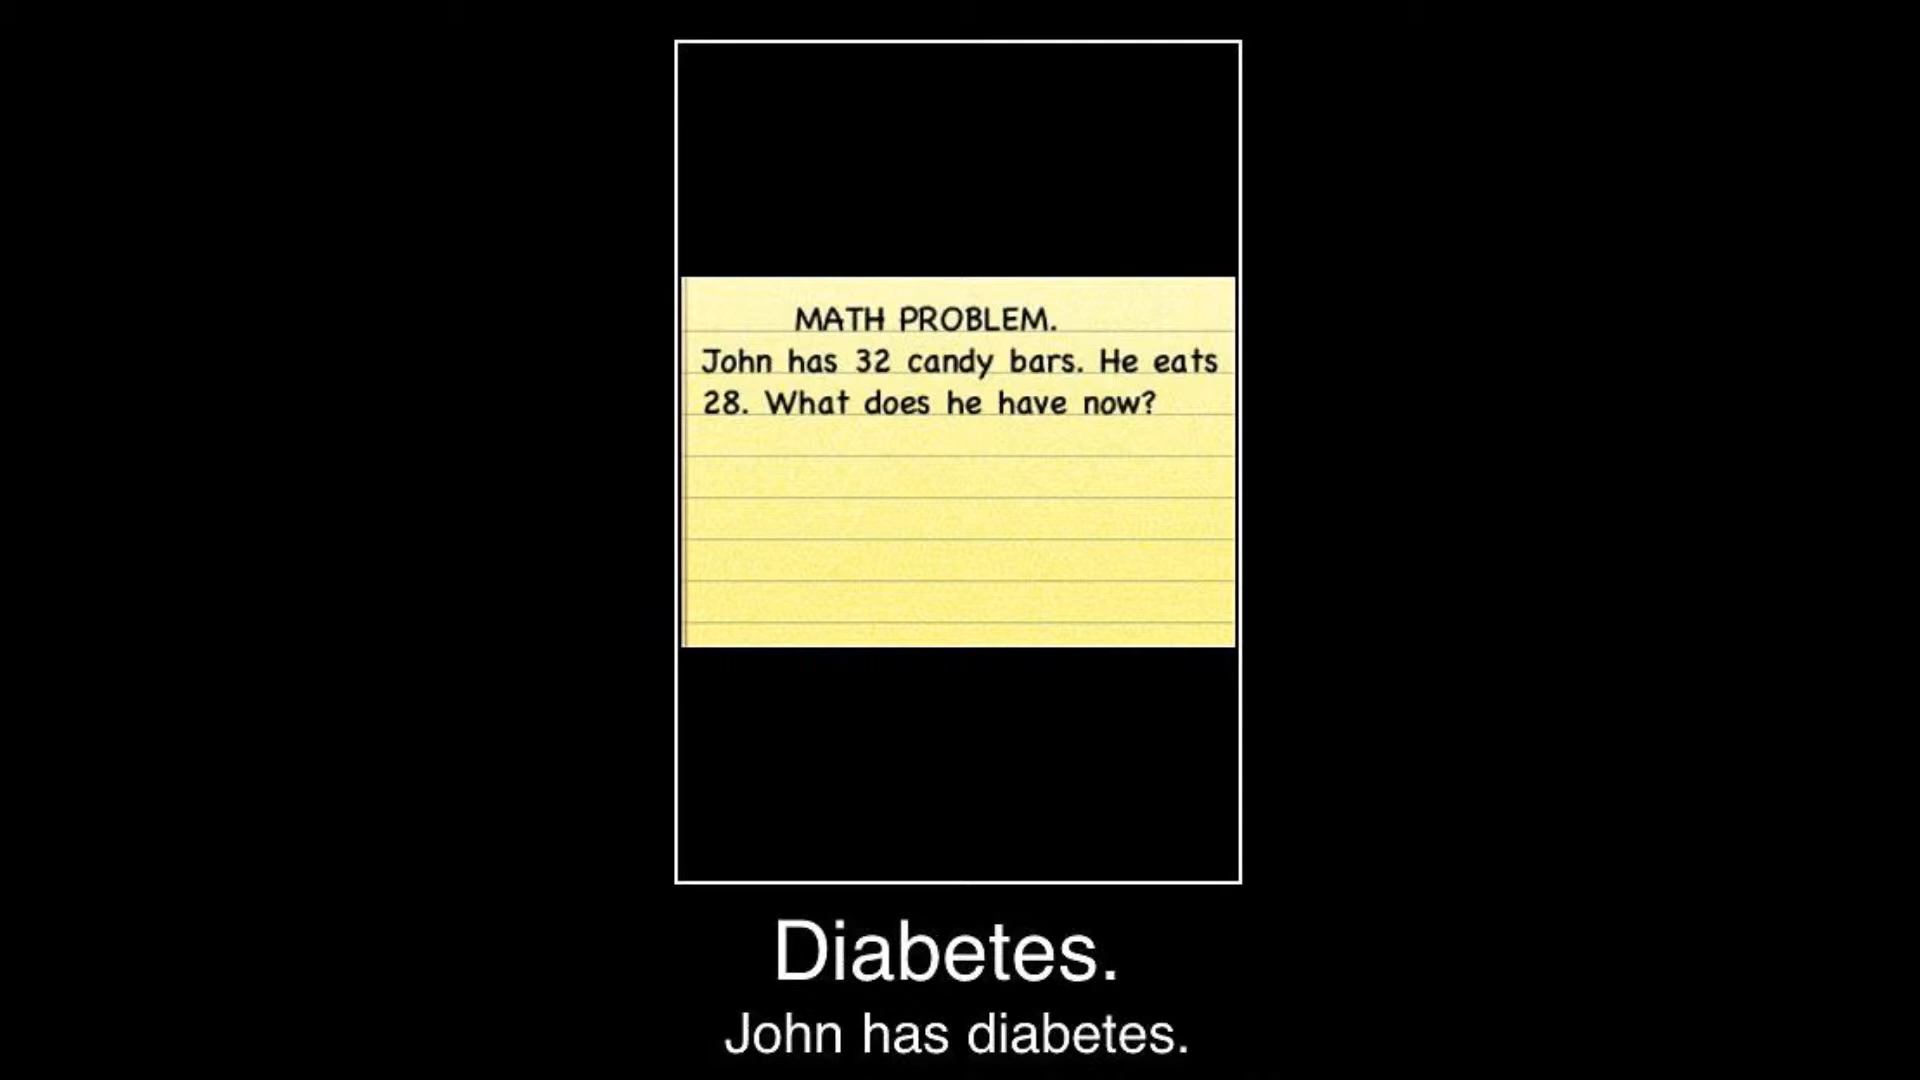 MATH PROBLEM.
John has 32 candy bars. He eats
28. What does he have now?
Diabetes.
John has diabetes.